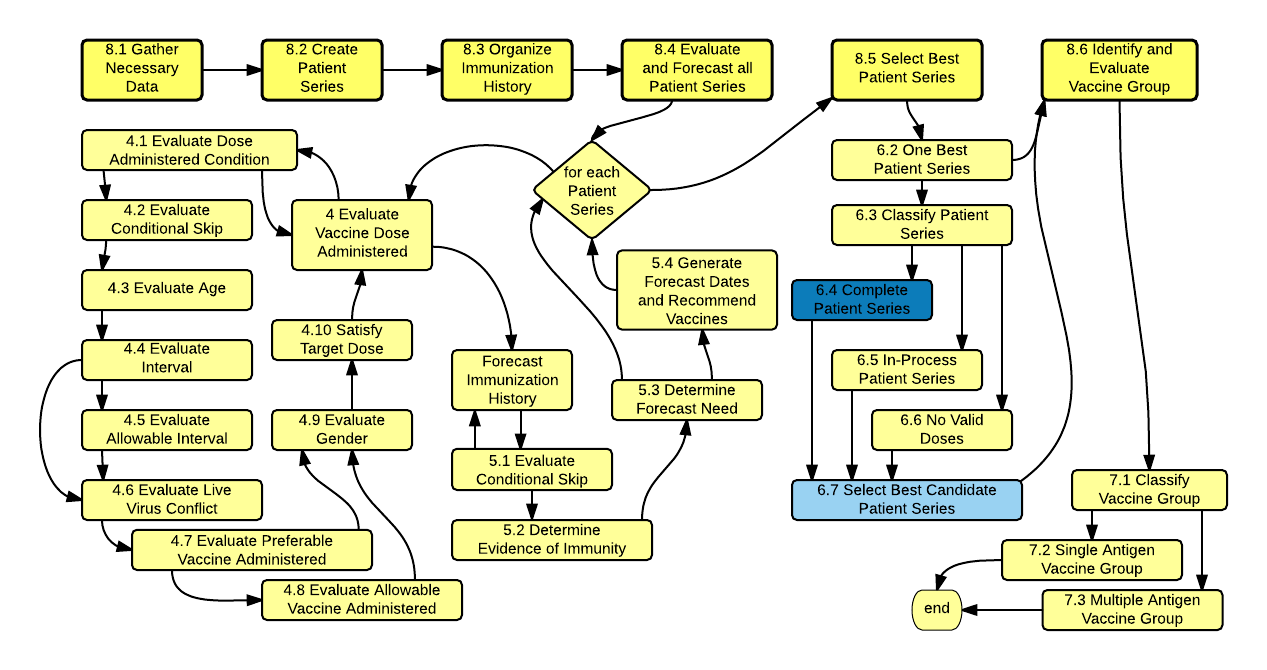 8.1 Gather
Necessary
Data
8.2 Create
Patient
Series
8.3 Organize
Immunization
History
8.4 Evaluate
and Forecast all
Patient Series
8.5 Select Best
Patient Series
8.6 Identify and
Evaluate
Vaccine Group
4.1 Evaluate Dose
Administered Condition
4.2 Evaluate
Conditional Skip
4.3 Evaluate Age
4.4 Evaluate
Interval
4.5 Evaluate
Allowable Interval
4.6 Evaluate Live
Virus Conflict
4.7 Evaluate Preferable
Vaccine Administered
4.8 Evaluate Allowable
Vaccine Administered
4 Evaluate
Vaccine Dose
Administered
4.10 Satisfy
Target Dose
4.9 Evaluate
Gender
for each
Patient
Series
Forecast
Immunization
History
5.1 Evaluate
Conditional Skip
5.2 Determine
Evidence of Immunity
5.4 Generate
Forecast Dates
and Recommend
Vaccines
5.3 Determine
Forecast Need
6.2 One Best
Patient Series
6.3 Classify Patient
Series
6.4 Complete
Patient Series
6.5 In-Process
Patient Series
6.6 No Valid
Doses
6.7 Select Best Candidate
Patient Series
7.1 Classify
Vaccine Group
7.2 Single Antigen
Vaccine Group
7.3 Multiple Antigen
Vaccine Group
end